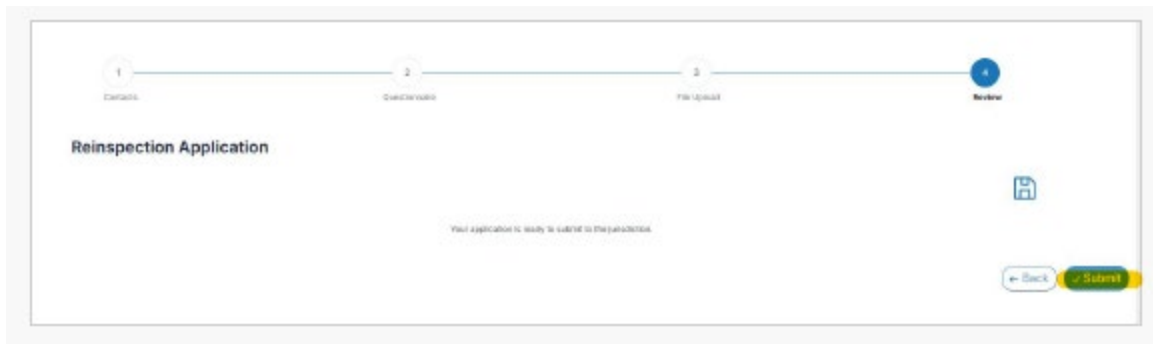 1
2
3
4
Contacts
Questionnaire
File Upload
Review
Reinspection Application
Your application is ready to submit to the jurisdiction.
← Back
✓ Submit